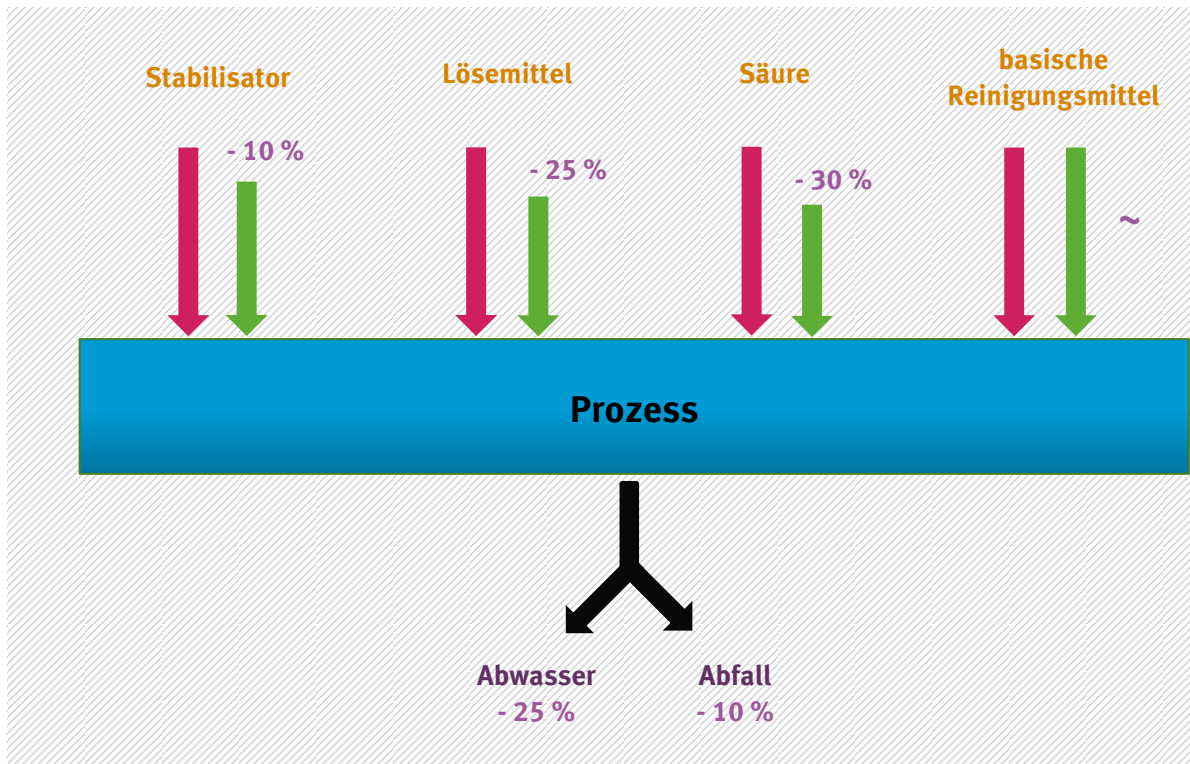 Stabilisator
Lösemittel
Säure
basische
Reinigungsmittel
- 10 %
- 25 %
- 30 %
~
Prozess
Abwasser
- 25 %
Abfall
- 10 %